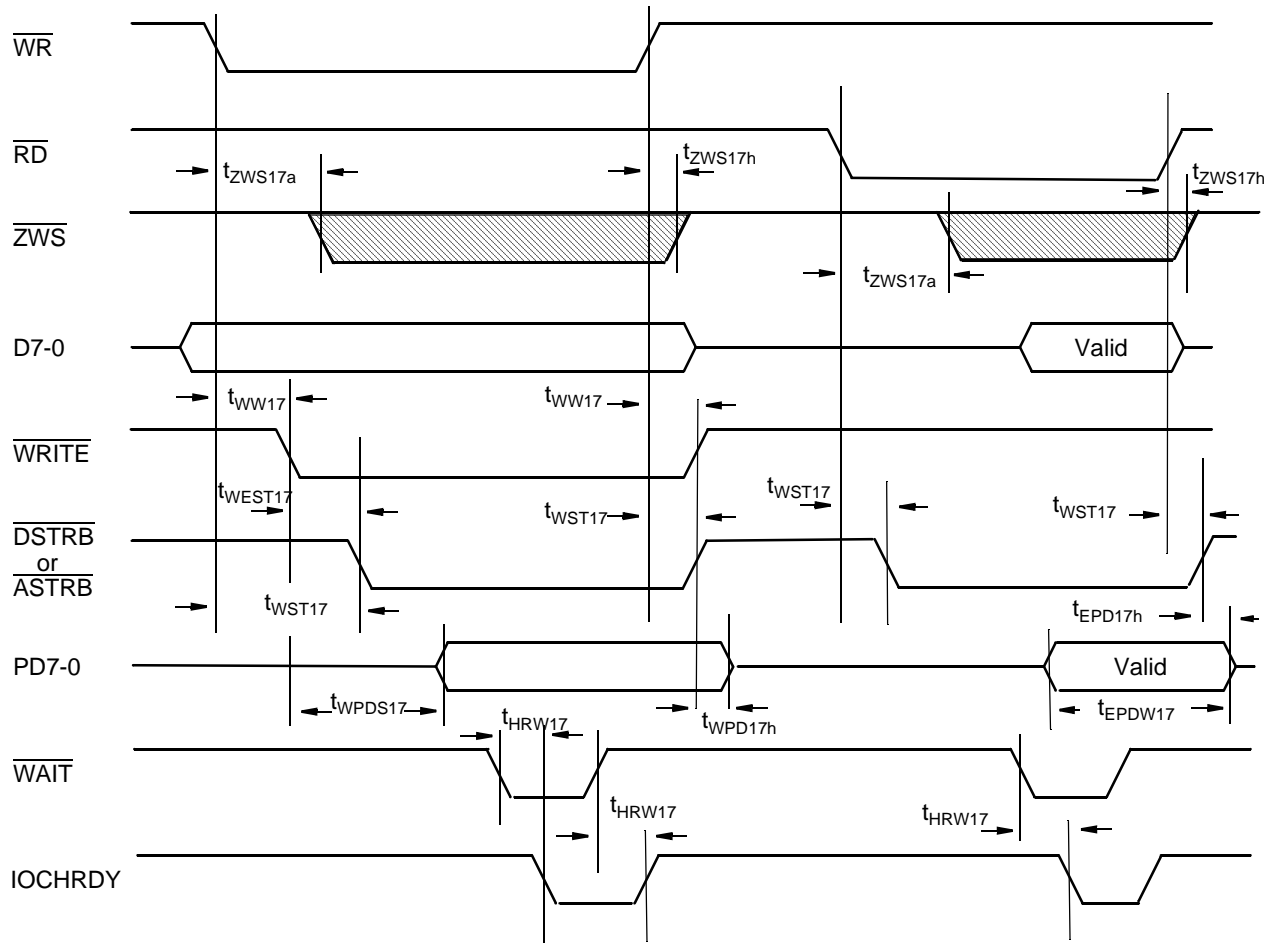 WR
RD
tZWS17a
tZWS17h
tZWS17h
ZWS
tZWS17a
D7-0
Valid
tWW17
tWW17
WRITE
tWEST17
tWST17
tWST17
tWST17
DSTRB
or
ASTRB
tWST17
tEPD17h
PD7-0
Valid
tWPDS17
tHRW17
tWPD17h
tEPDW17
WAIT
tHRW17
tHRW17
IOCHRDY